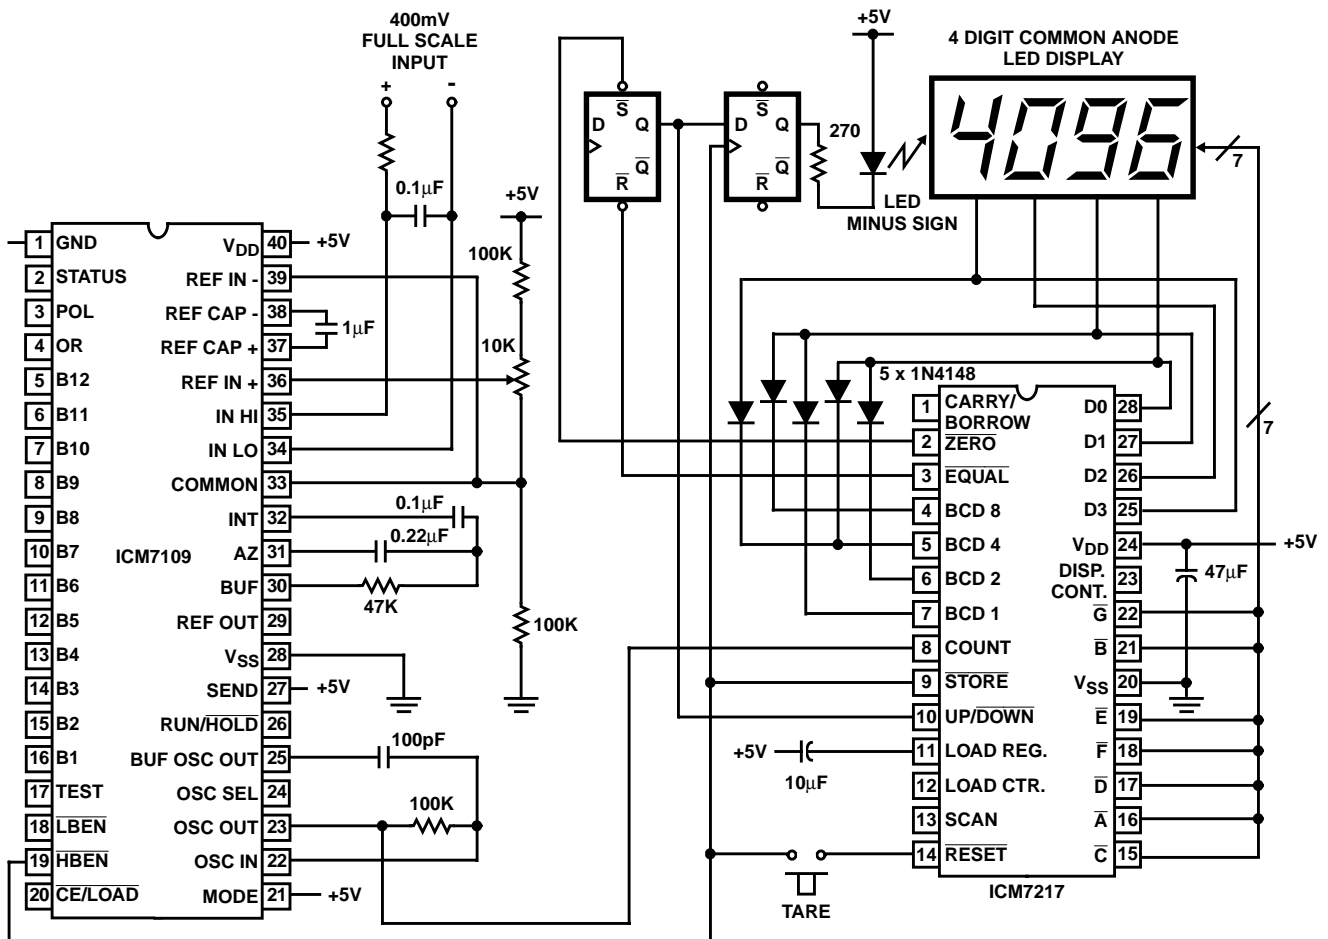 400mV
FULL SCALE
INPUT
+
-
0.1μF
+5V
100K
10K
1 GND
2 STATUS
3 POL
4 OR
5 B12
6 B11
7 B10
8 B9
9 B8
10 B7
11 B6
12 B5
13 B4
14 B3
15 B2
16 B1
17 TEST
18 LBEN
19 HBEN
20 CE/LOAD
ICM7109
VDD 40 +5V
REF IN - 39
REF CAP - 38
1μF
REF CAP + 37
REF IN + 36
IN HI 35
IN LO 34
COMMON 33
INT 32
0.1μF
AZ 31
0.22μF
BUF 30
47K
REF OUT 29
100K
VSS 28
SEND 27 +5V
RUN/HOLD 26
BUF OSC OUT 25
100pF
OSC SEL 24
OSC OUT 23
100K
OSC IN 22
MODE 21 +5V
S
D Q
Q
R
S
D Q
Q
R
270
+5V
LED
MINUS SIGN
4 DIGIT COMMON ANODE
LED DISPLAY
4096
7
7
5 x 1N4148
1 CARRY/
BORROW
2 ZERO
3 EQUAL
4 BCD 8
5 BCD 4
6 BCD 2
7 BCD 1
8 COUNT
9 STORE
10 UP/DOWN
+5V
10μF
11 LOAD REG.
12 LOAD CTR.
13 SCAN
14 RESET
TARE
D0 28
D1 27
D2 26
D3 25
VDD 24
+5V
47μF
DISP.
CONT. 23
G 22
B 21
VSS 20
E 19
F 18
D 17
A 16
C 15
ICM7217